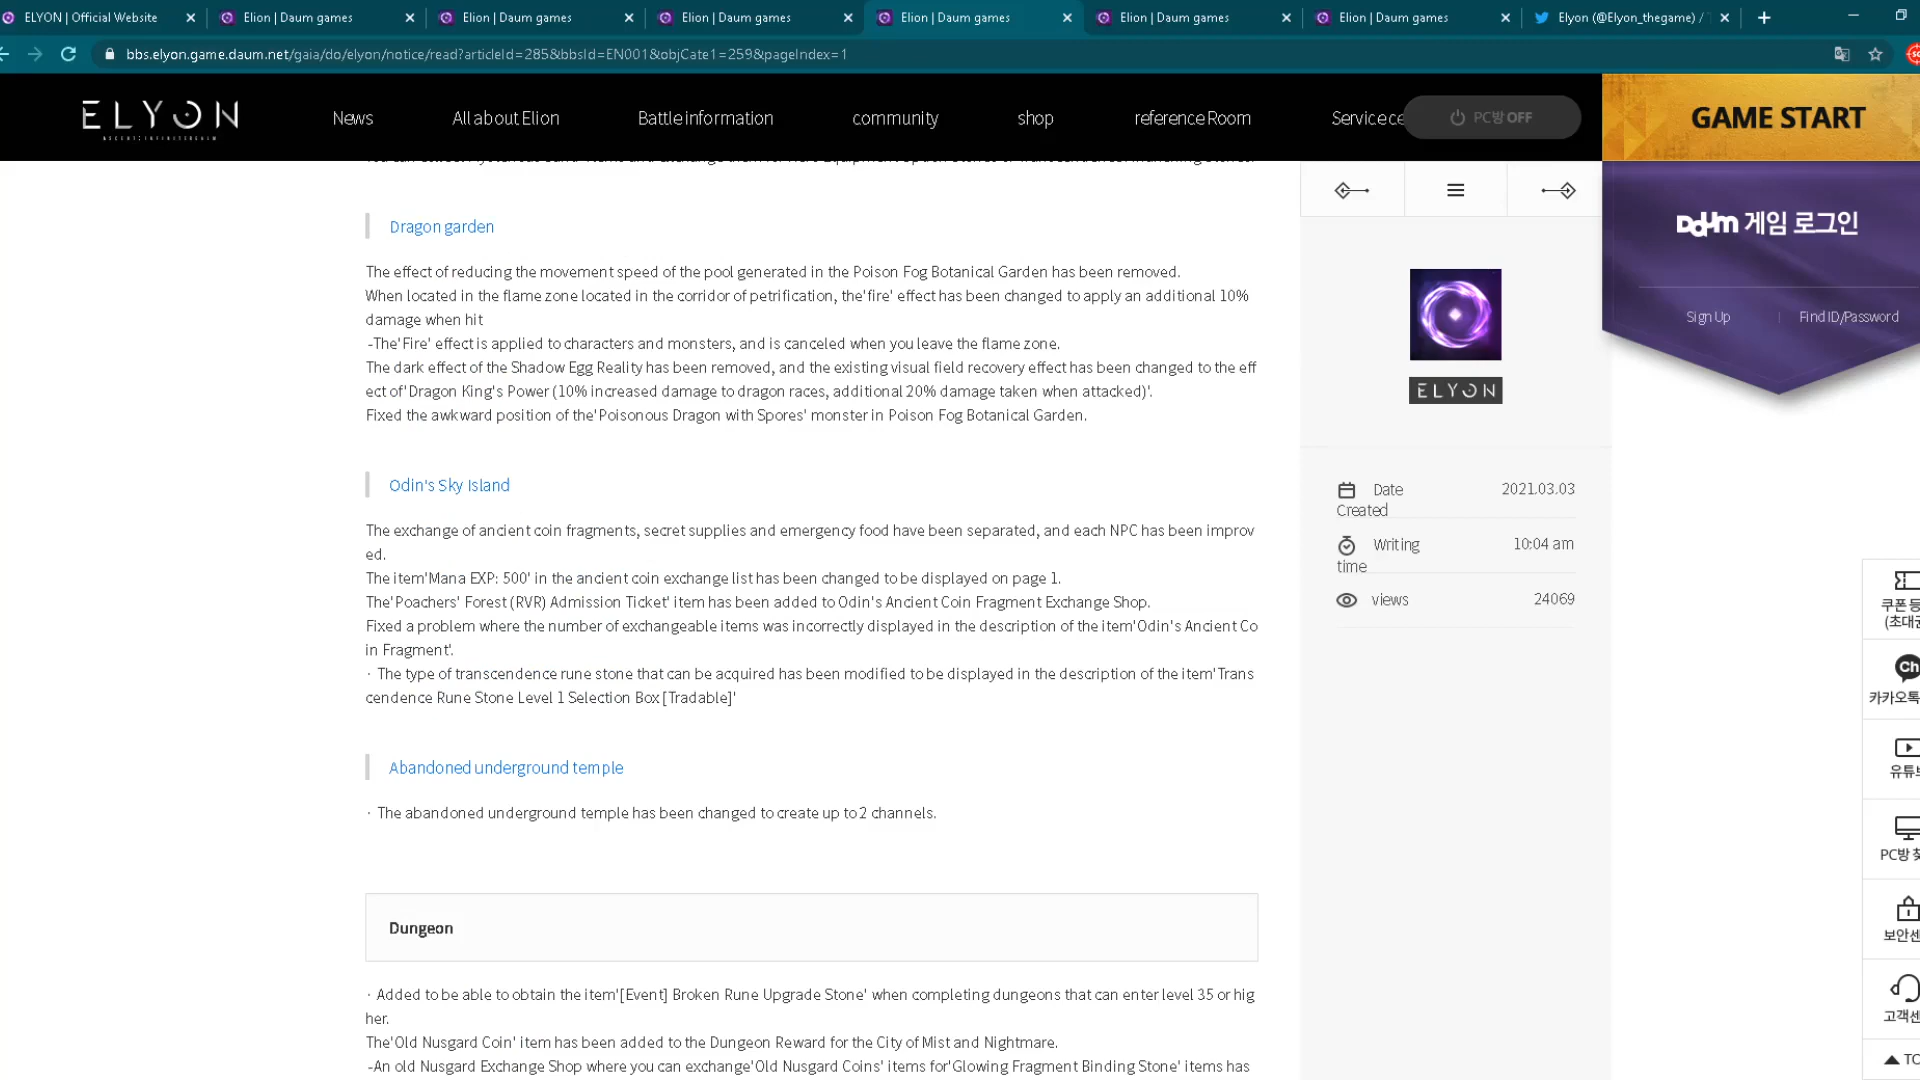 ELYON | Official Website
Elion | Daum games
Elion | Daum games
Elion | Daum games
Elion | Daum games
Elion | Daum games
Elion | Daum games
Elyon (@Elyon_thegame) /
bbs.elyon.game.daum.net/gaia/do/elyon/notice/read?articleId=285&bbsId=EN001&objCate1=259&pageIndex=1
ELYON
News
All about Elion
Battle information
community
shop
reference Room
Service ce
PC방 OFF
GAME START
Daum 게임 로그인
Sign Up
Find ID/Password
Dragon garden
The effect of reducing the movement speed of the pool generated in the Poison Fog Botanical Garden has been removed.
When located in the flame zone located in the corridor of petrification, the'fire' effect has been changed to apply an additional 10%
damage when hit
-The'Fire' effect is applied to characters and monsters, and is canceled when you leave the flame zone.
The dark effect of the Shadow Egg Reality has been removed, and the existing visual field recovery effect has been changed to the eff
ect of'Dragon King's Power (10% increased damage to dragon races, additional 20% damage taken when attacked)'.
Fixed the awkward position of the'Poisonous Dragon with Spores' monster in Poison Fog Botanical Garden.
Odin's Sky Island
The exchange of ancient coin fragments, secret supplies and emergency food have been separated, and each NPC has been improv
ed.
The item'Mana EXP: 500' in the ancient coin exchange list has been changed to be displayed on page 1.
The'Poachers' Forest (RVR) Admission Ticket' item has been added to Odin's Ancient Coin Fragment Exchange Shop.
Fixed a problem where the number of exchangeable items was incorrectly displayed in the description of the item'Odin's Ancient Co
in Fragment'.
· The type of transcendence rune stone that can be acquired has been modified to be displayed in the description of the item'Trans
cendence Rune Stone Level 1 Selection Box [Tradable]'
Abandoned underground temple
· The abandoned underground temple has been changed to create up to 2 channels.
Dungeon
· Added to be able to obtain the item'[Event] Broken Rune Upgrade Stone' when completing dungeons that can enter level 35 or hig
her.
The'Old Nusgard Coin' item has been added to the Dungeon Reward for the City of Mist and Nightmare.
-An old Nusgard Exchange Shop where you can exchange'Old Nusgard Coins' items for'Glowing Fragment Binding Stone' items has
ELYON
Date Created 2021.03.03
Writing time 10:04 am
views 24069
쿠폰 등
(초대권
Ch
카카오톡
유튜브
PC방 찾
보안센
고객센
TO